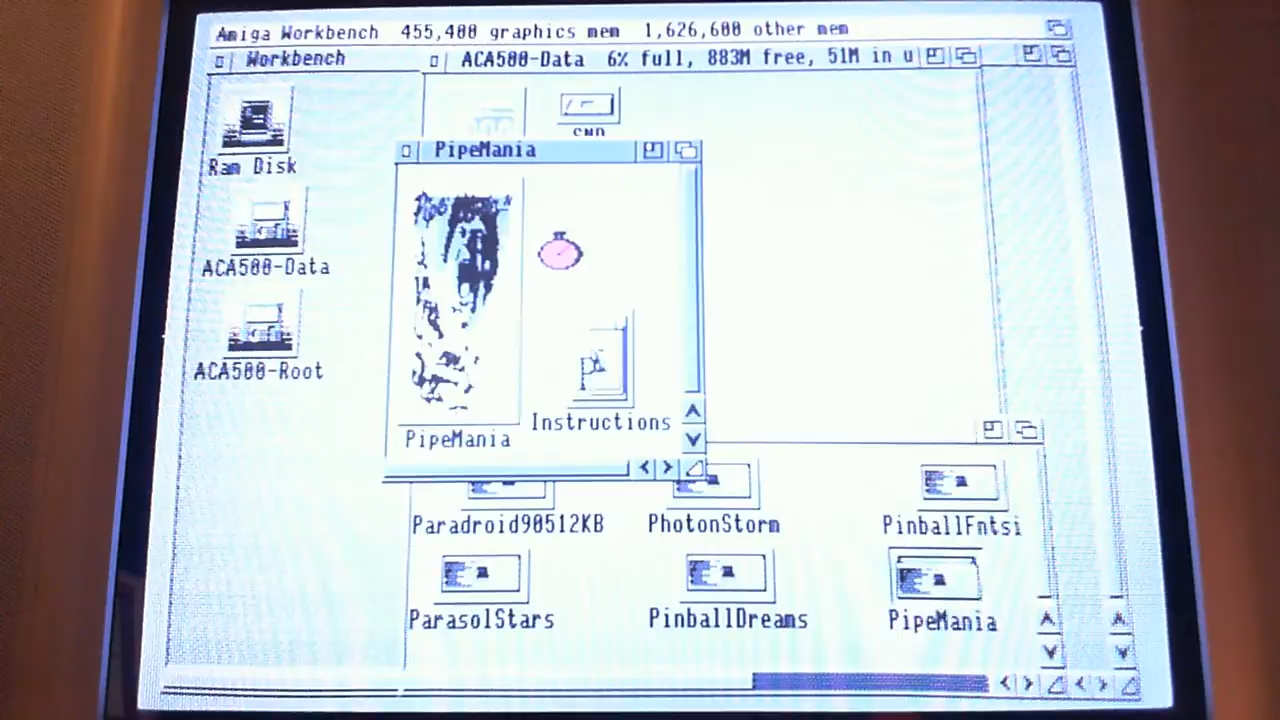 Amiga Workbench 455,400 graphics mem 1,626,600 other mem
Workbench
ACA500-Data 6% full, 883M free, 51M in u
Ram Disk
ACA500-Data
ACA500-Root
PipeMania
PipeMania
Instructions
Paradroid90512KB PhotonStorm PinballFntsi
ParasolStars PinballDreams PipeMania